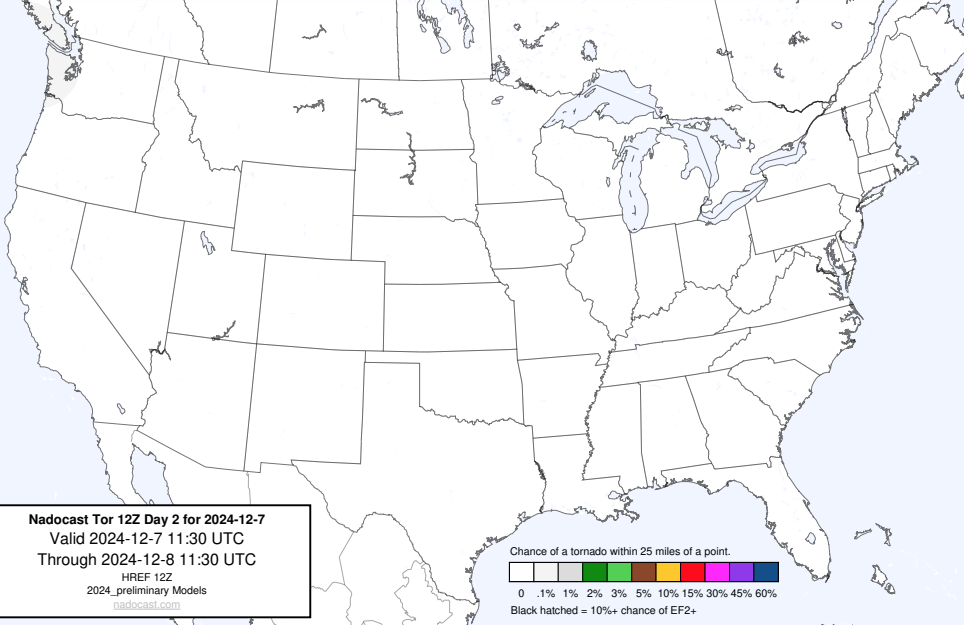 Nadocast Tor 12Z Day 2 for 2024-12-7
Valid 2024-12-7 11:30 UTC
Through 2024-12-8 11:30 UTC
HREF 12Z
2024_preliminary Models
nadocast.com
Chance of a tornado within 25 miles of a point.
0 .1% 1% 2% 3% 5% 10% 15% 30% 45% 60%
Black hatched = 10%+ chance of EF2+